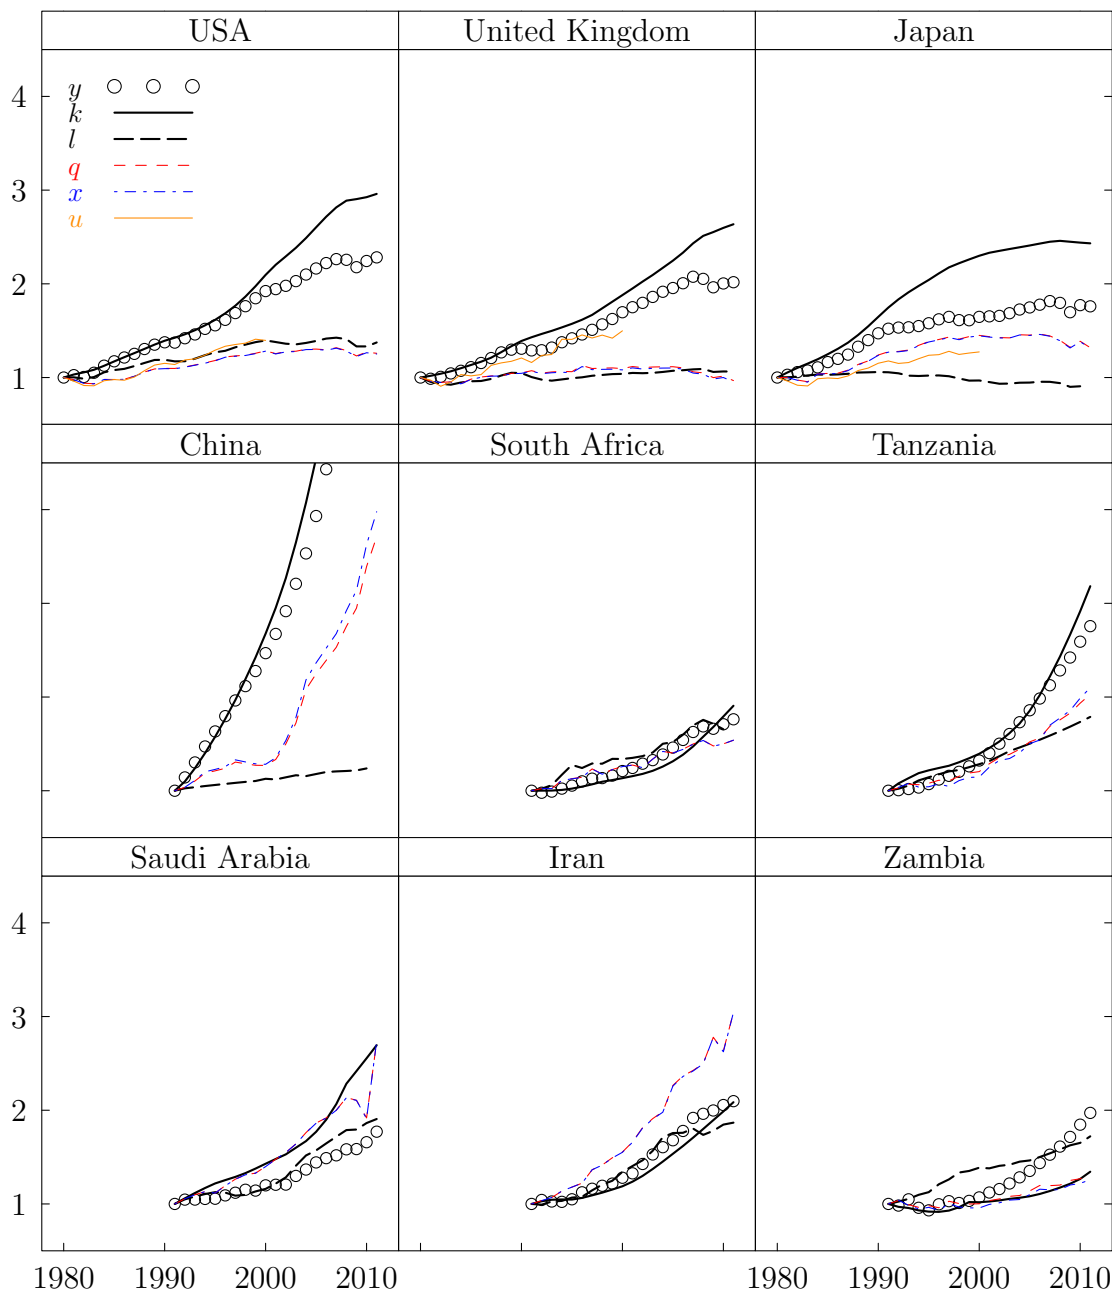 USA United Kingdom Japan
4
y
k
l
3
q
x
u
2
1
China South Africa Tanzania
Saudi Arabia Iran Zambia
4
3
2
1
1980 1990 2000 2010 1980 1990 2000 2010